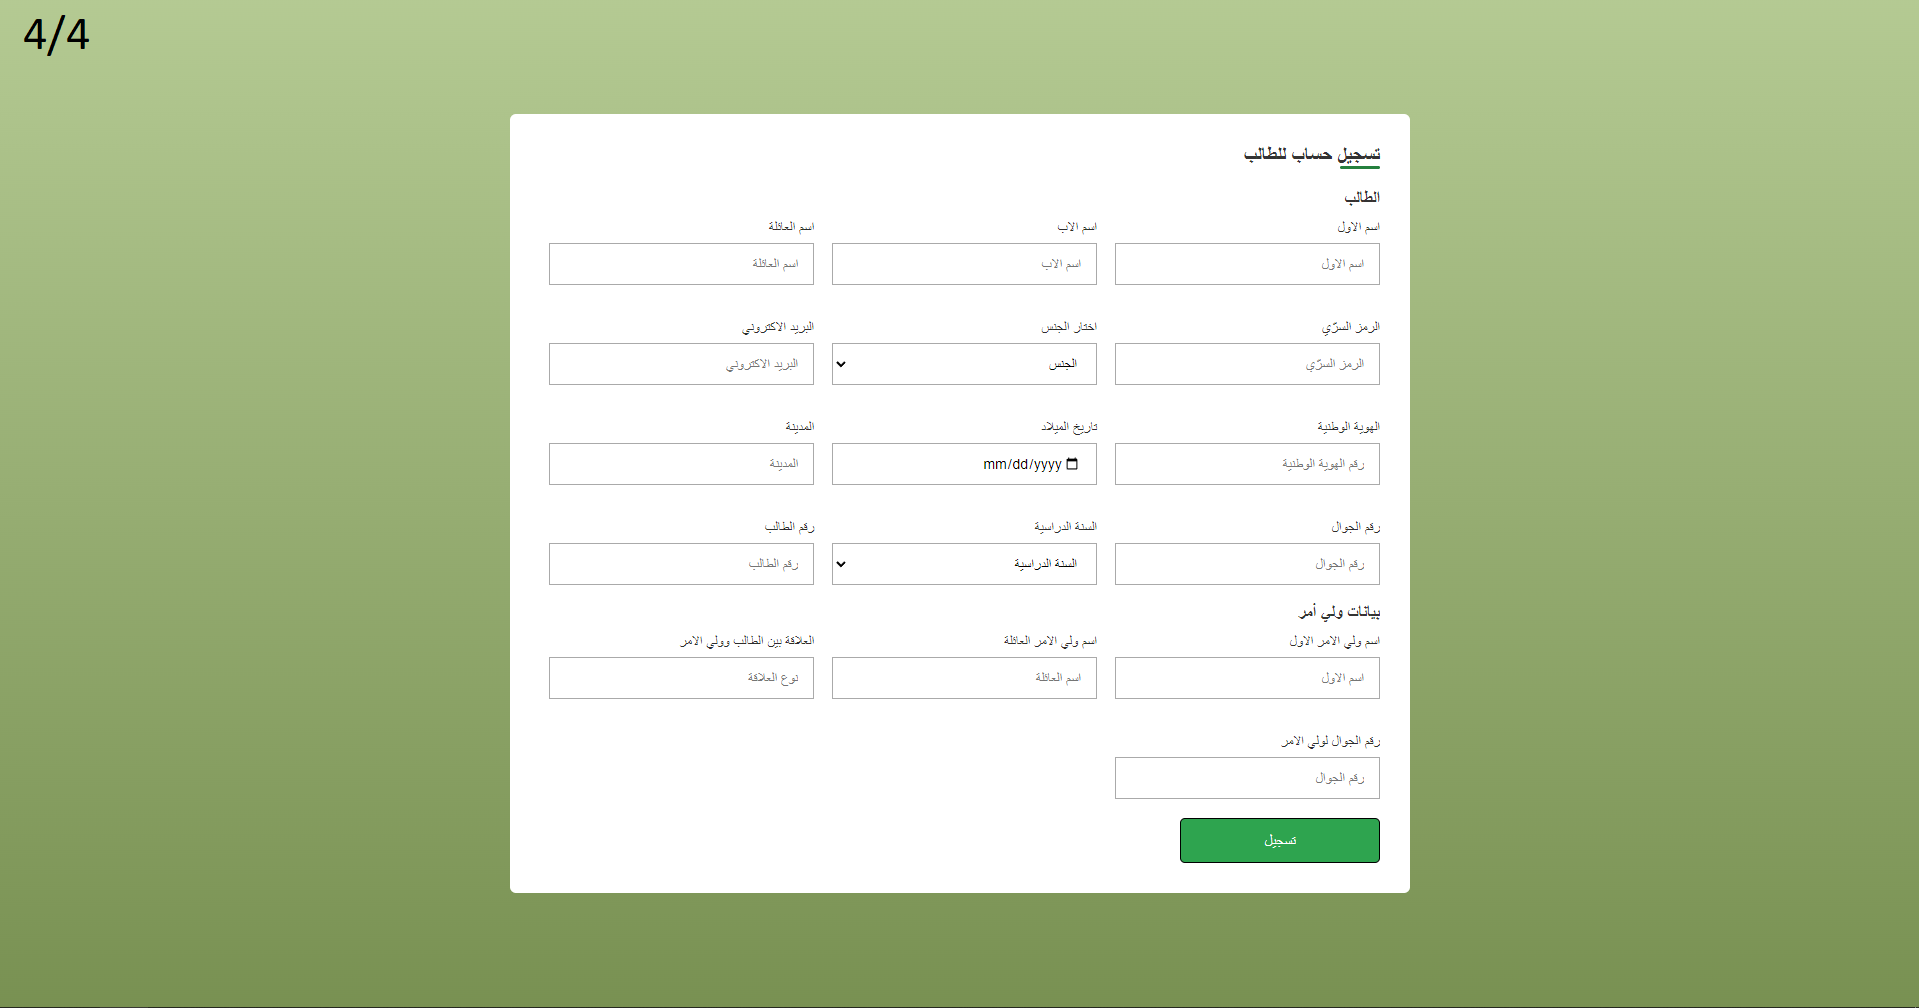 4/4
تسجيل حساب للطالب
الطالب
اسم الاول
اسم الاب
اسم العائلة
اسم الاول
اسم الاب
اسم العائلة
الرمز السرّي
اختار الجنس
البريد الاكتروني
الرمز السرّي
الجنس
البريد الاكتروني
الهوية الوطنية
تاريخ الميلاد
المدينة
رقم الهوية الوطنية
mm/dd/yyyy
المدينة
رقم الجوال
السنة الدراسية
رقم الطالب
رقم الجوال
السنة الدراسية
رقم الطالب
بيانات ولي أمر
اسم ولي الامر الاول
اسم ولي الامر العائلة
العلاقة بين الطالب وولي الامر
اسم الاول
اسم العائلة
نوع العلاقة
رقم الجوال لولي الامر
رقم الجوال
تسجيل